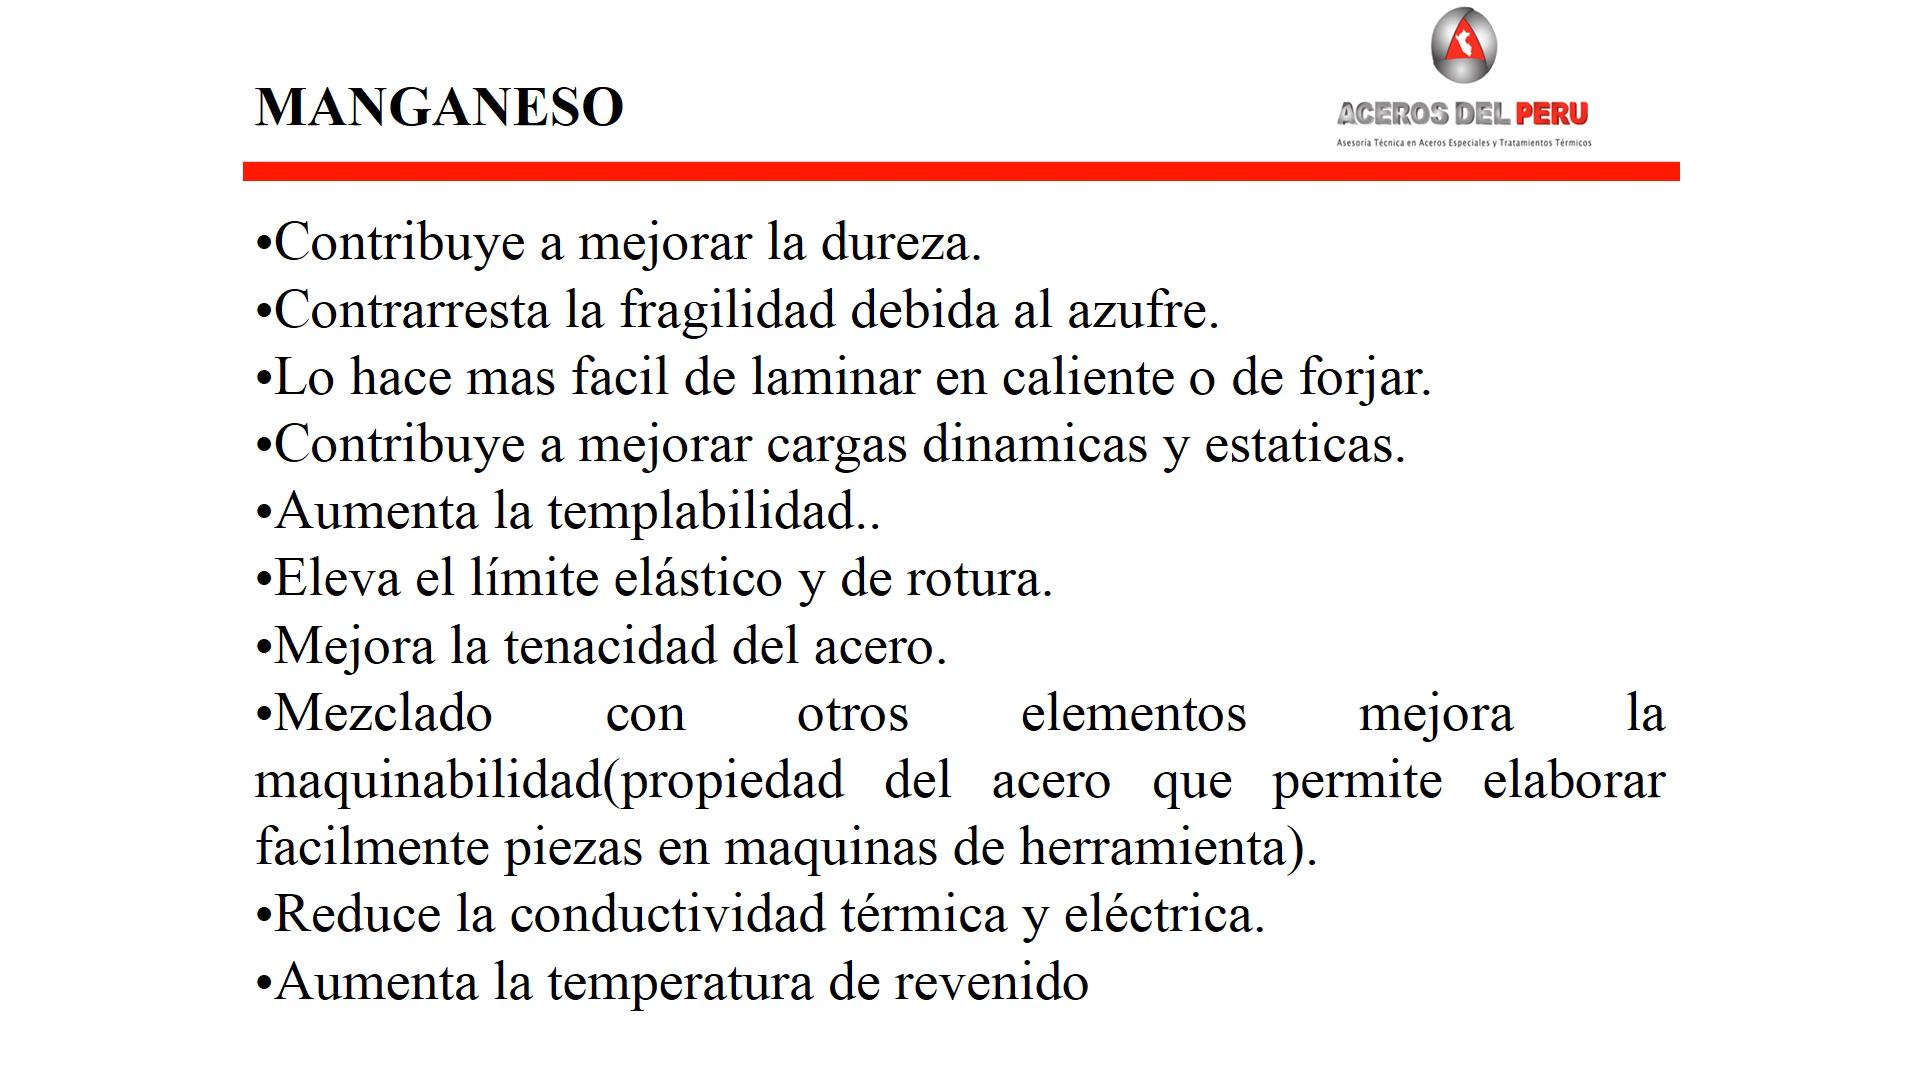 MANGANESO
ACEROS DEL PERU
Asesoría Técnica en Aceros Especiales y Tratamientos Térmicos
•Contribuye a mejorar la dureza.
•Contrarresta la fragilidad debida al azufre.
•Lo hace mas facil de laminar en caliente o de forjar.
•Contribuye a mejorar cargas dinamicas y estaticas.
•Aumenta la templabilidad..
•Eleva el límite elástico y de rotura.
•Mejora la tenacidad del acero.
•Mezclado con otros elementos mejora la
maquinabilidad(propiedad del acero que permite elaborar
facilmente piezas en maquinas de herramienta).
•Reduce la conductividad térmica y eléctrica.
•Aumenta la temperatura de revenido